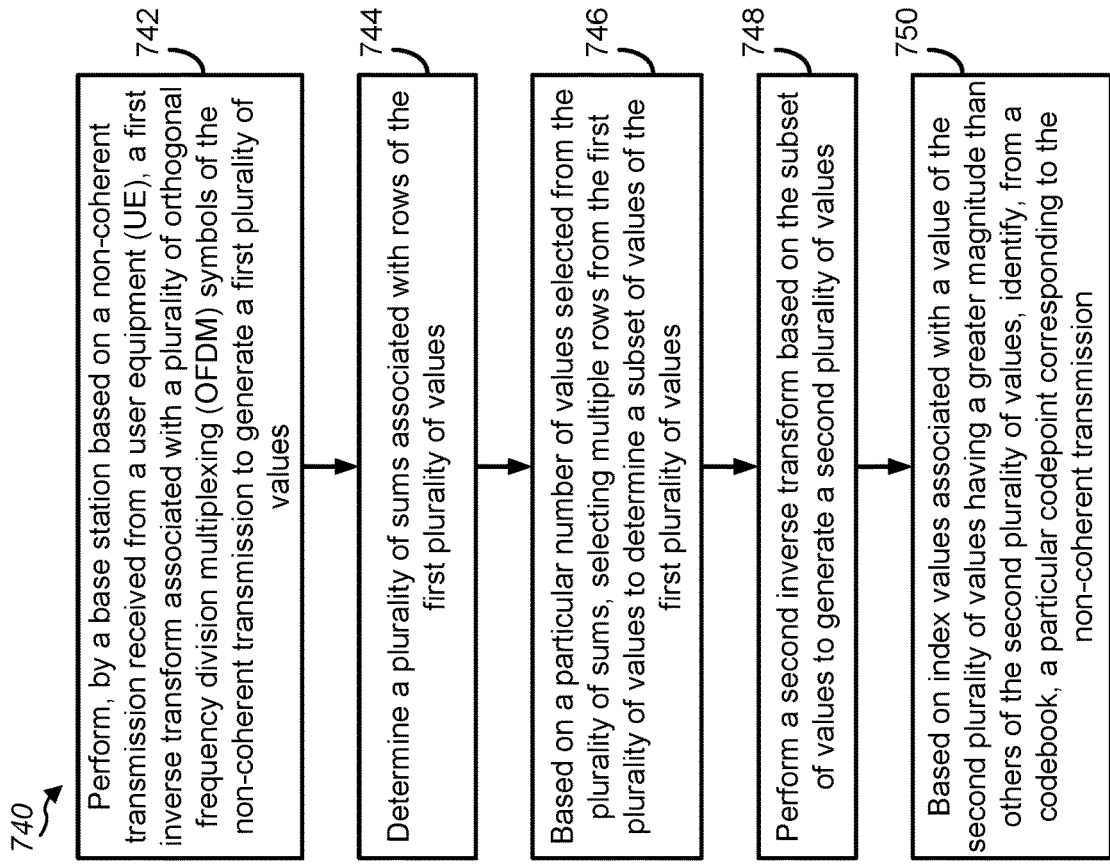 740
742
Perform, by a base station based on a non-coherent
transmission received from a user equipment (UE), a first
inverse transform associated with a plurality of orthogonal
frequency division multiplexing (OFDM) symbols of the
non-coherent transmission to generate a first plurality of
values
744
Determine a plurality of sums associated with rows of the
first plurality of values
746
Based on a particular number of values selected from the
plurality of sums, selecting multiple rows from the first
plurality of values to determine a subset of values of the
first plurality of values
748
Perform a second inverse transform based on the subset
of values to generate a second plurality of values
750
Based on index values associated with a value of the
second plurality of values having a greater magnitude than
others of the second plurality of values, identify, from a
codebook, a particular codepoint corresponding to the
non-coherent transmission